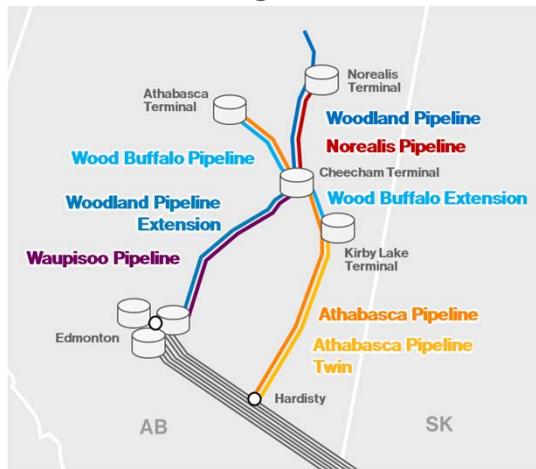 Norealis
Terminal
Athabasca
Terminal
Woodland Pipeline
Norealis Pipeline
Wood Buffalo Pipeline
Cheecham Terminal
Woodland Pipeline
Extension
Wood Buffalo Extension
Waupisoo Pipeline
Kirby Lake
Terminal
Athabasca Pipeline
Edmonton
Athabasca Pipeline
Twin
Hardisty
AB
SK